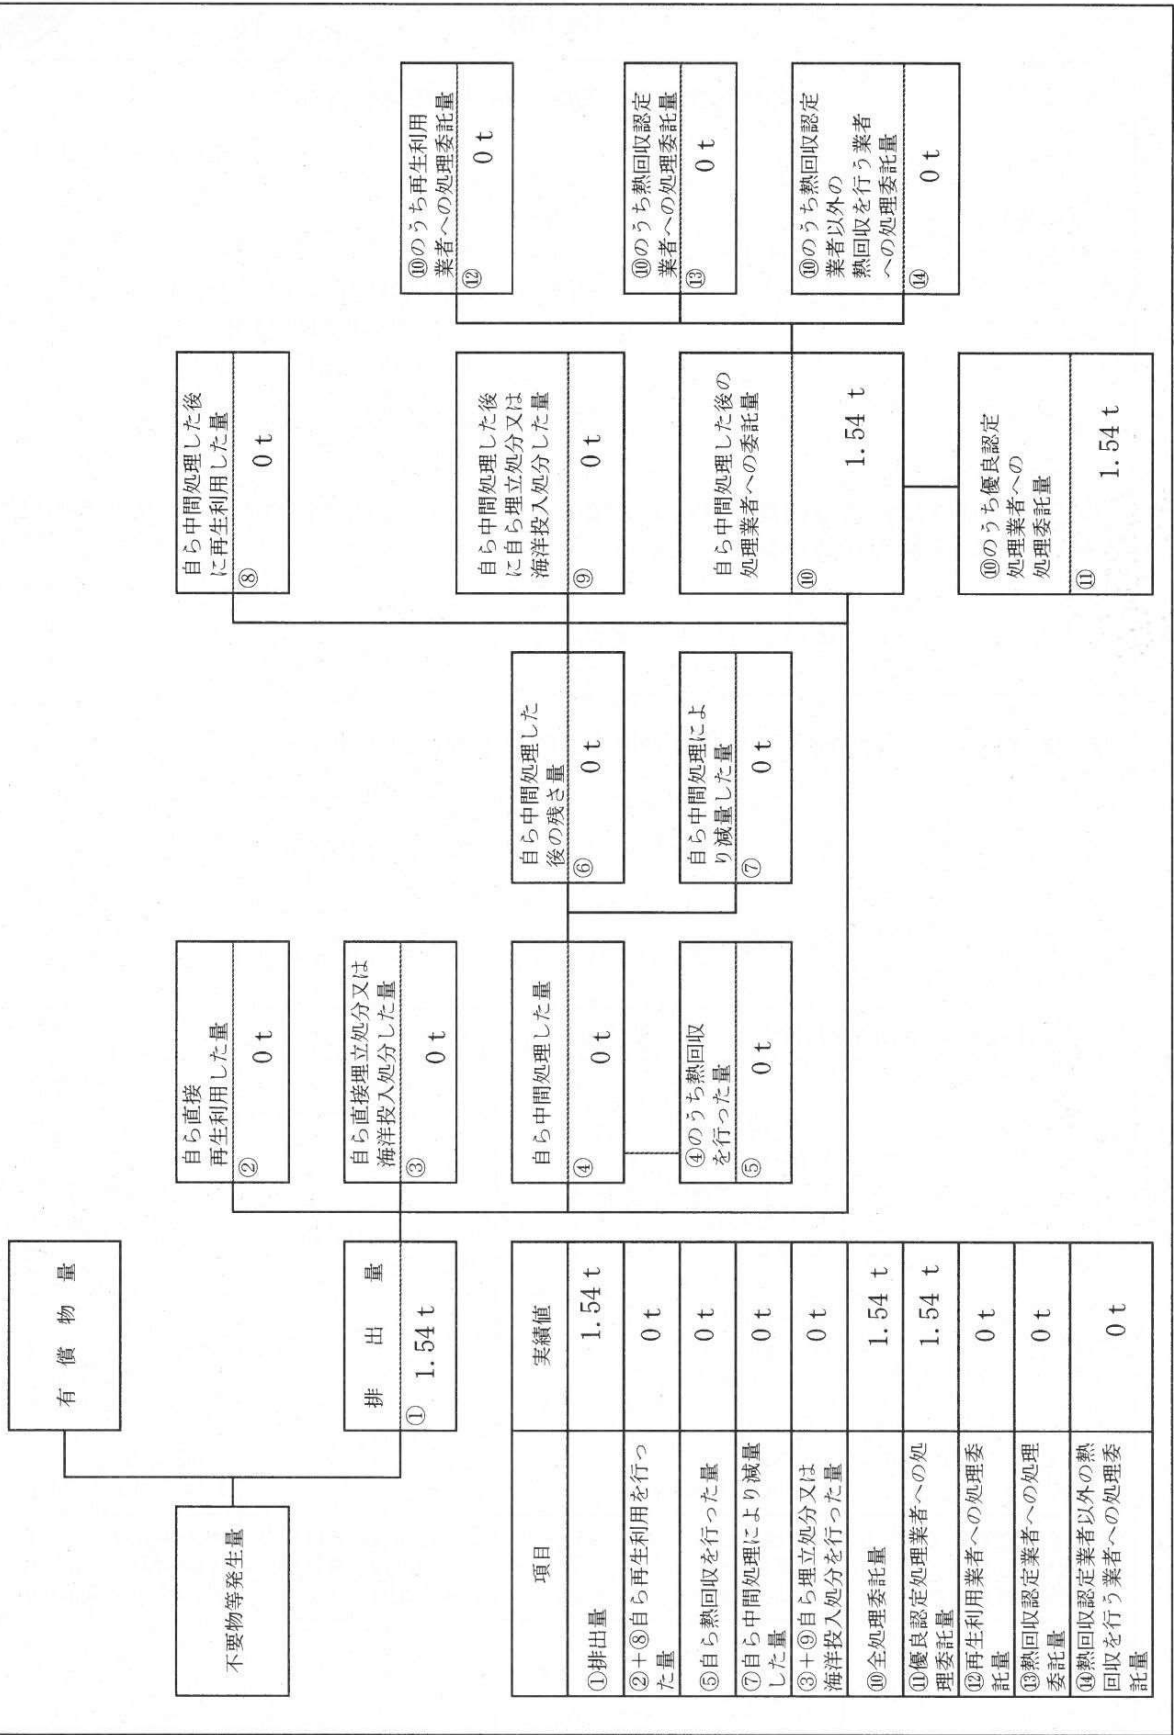 不要物等発生量
有償物量
排出量
① 1.54 t
自ら直接
再生利用した量
② 0 t
自ら直接埋立処分又は
海洋投入処分した量
③ 0 t
自ら中間処理した量
④ 0 t
④のうち熱回収
を行った量
⑤ 0 t
自ら中間処理した
後の残さ量
⑥ 0 t
自ら中間処理によ
り減量した量
⑦ 0 t
自ら中間処理した後
に再生利用した量
⑧ 0 t
自ら中間処理した後
に自ら埋立処分又は
海洋投入処分した量
⑨ 0 t
自ら中間処理した後の
処理業者への委託量
⑩ 1.54 t
⑩のうち優良認定
処理業者への
処理委託量
⑪ 1.54 t
⑩のうち再生利用
業者への処理委託量
⑫ 0 t
⑩のうち熱回収認定
業者への処理委託量
⑬ 0 t
⑩のうち熱回収認定
業者以外の
熱回収を行う業者
への処理委託量
⑭ 0 t
項目 実績値
①排出量 1.54 t
②+⑧自ら再生利用を行っ
た量 0 t
⑤自ら熱回収を行った量 0 t
⑦自ら中間処理により減量
した量 0 t
③+⑨自ら埋立処分又は
海洋投入処分を行った量 0 t
⑩全処理委託量 1.54 t
⑪優良認定処理業者への処
理委託量 1.54 t
⑫再生利用業者への処理委
託量 0 t
⑬熱回収認定業者への処理
委託量 0 t
⑭熱回収認定業者以外の熱
回収を行う業者への処理委
託量 0 t